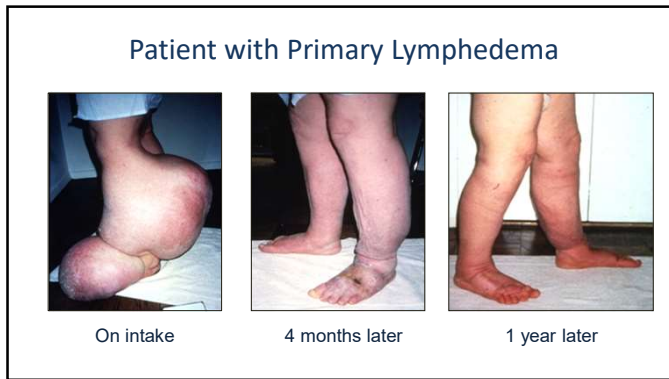 Patient with Primary Lymphedema
On intake
4 months later
1 year later